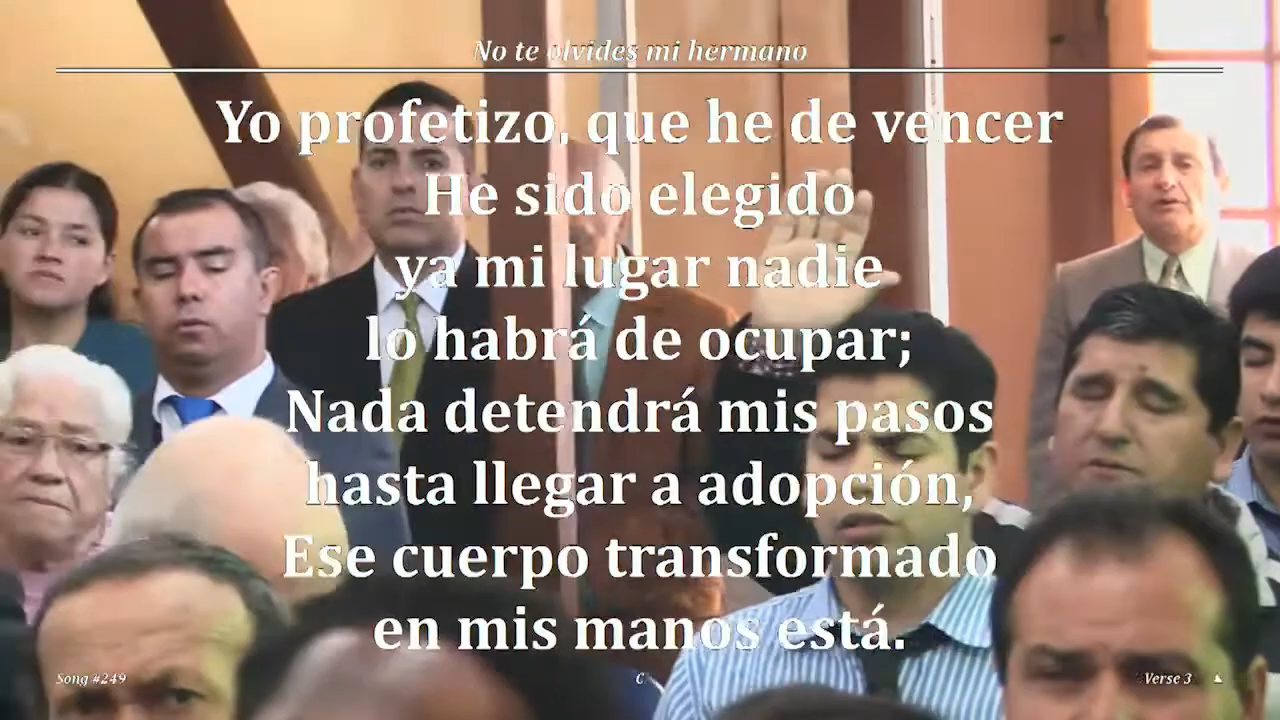 No te olvides mi hermano
Yo profetizo, que he de vencer
He sido elegido
ya mi lugar nadie
lo habrá de ocupar;
Nada detendrá mis pasos
hasta llegar a adopción,
Ese cuerpo transformado
en mis manos está.
Song #249
C
Verse 3